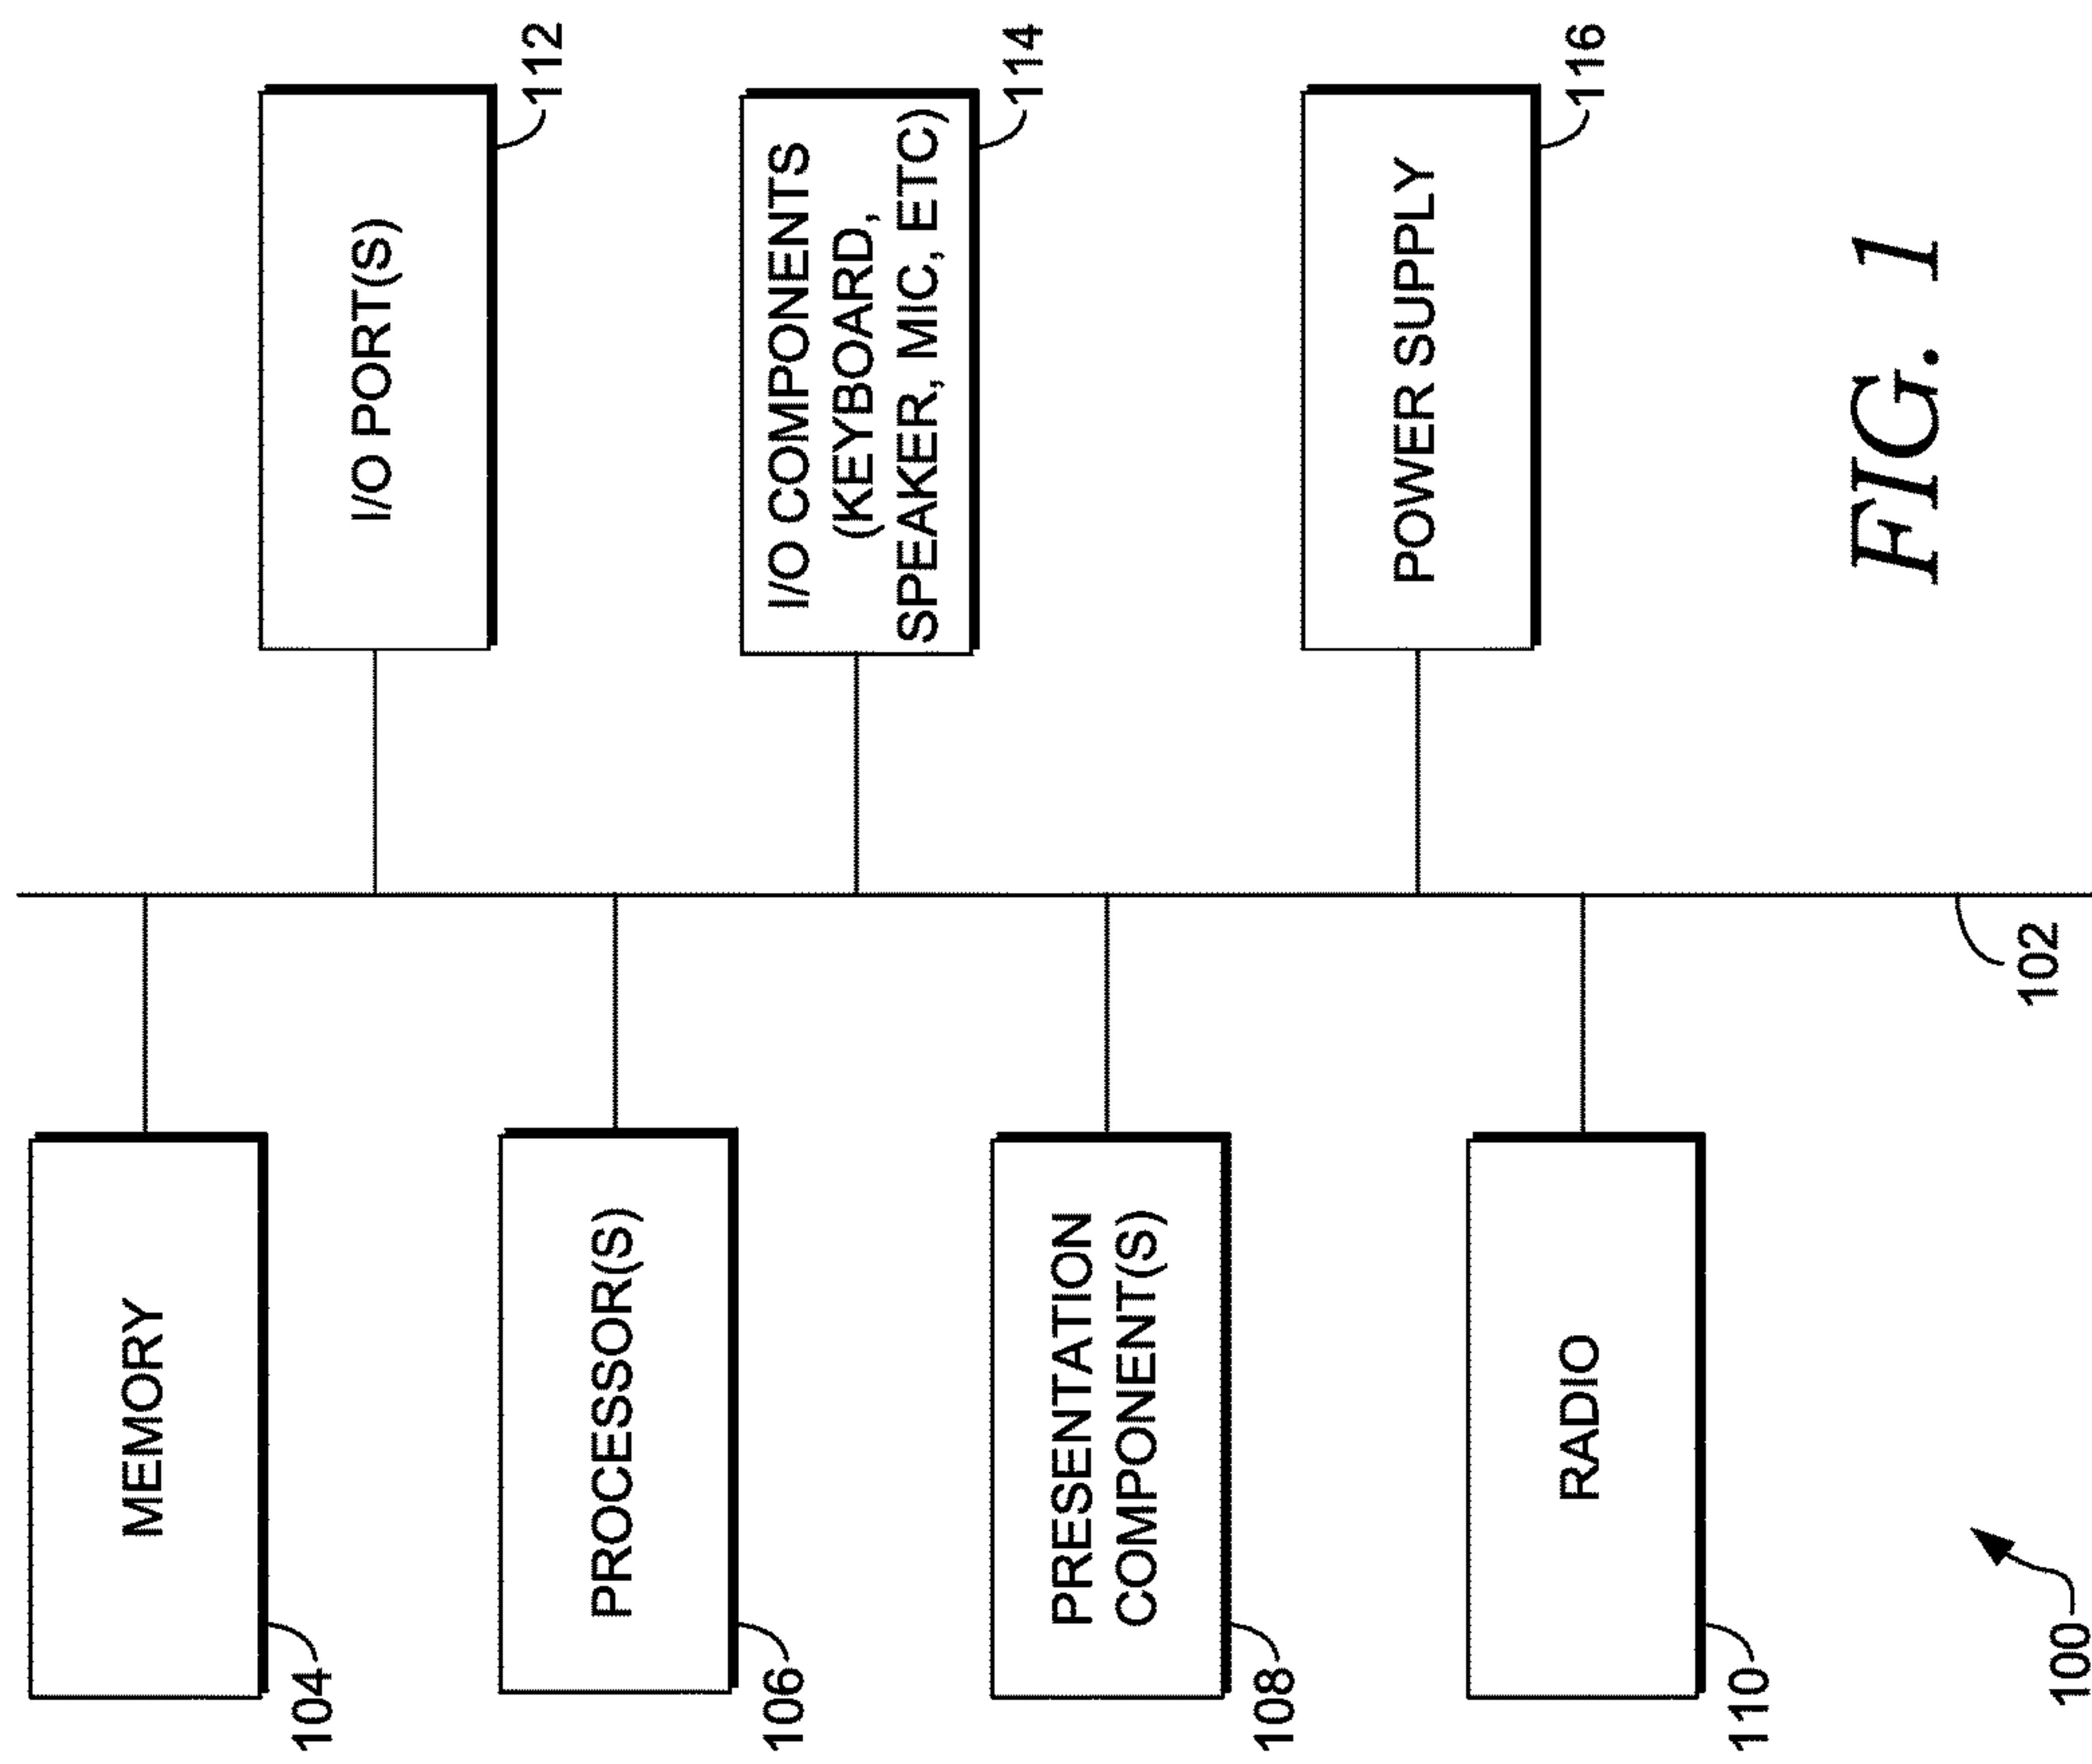 MEMORY
104
PROCESSOR(S)
106
PRESENTATION
COMPONENT(S)
108
RADIO
110
I/O PORT(S)
112
I/O COMPONENTS
(KEYBOARD,
SPEAKER, MIC, ETC)
114
POWER SUPPLY
116
102
100
FIG. 1